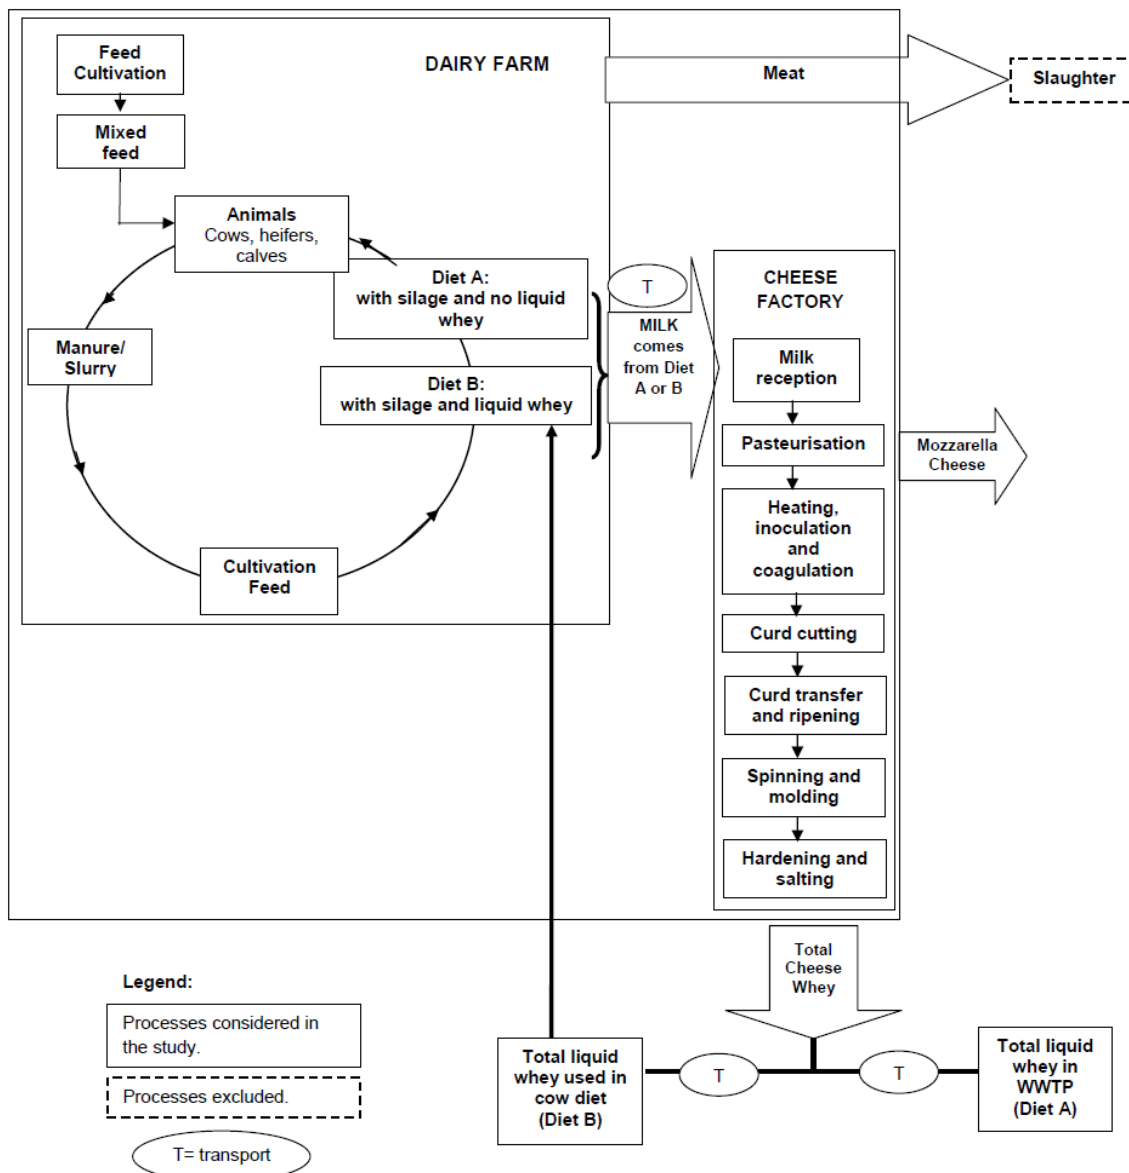 Feed
Cultivation
DAIRY FARM
Meat
Slaughter
Mixed
feed
Animals
Cows, heifers,
calves
Diet A:
with silage and no liquid
whey
T
CHEESE
FACTORY
MILK
comes
from Diet
A or B
Manure/
Slurry
Diet B:
with silage and liquid whey
Milk
reception
Pasteurisation
Mozzarella
Cheese
Heating,
inoculation
and
coagulation
Cultivation
Feed
Curd cutting
Curd transfer
and ripening
Spinning and
molding
Hardening and
salting
Total
Cheese
Whey
Legend:
Processes considered in
the study.
Processes excluded.
T= transport
Total liquid
whey used in
cow diet
(Diet B)
T
T
Total liquid
whey in
WWTP
(Diet A)